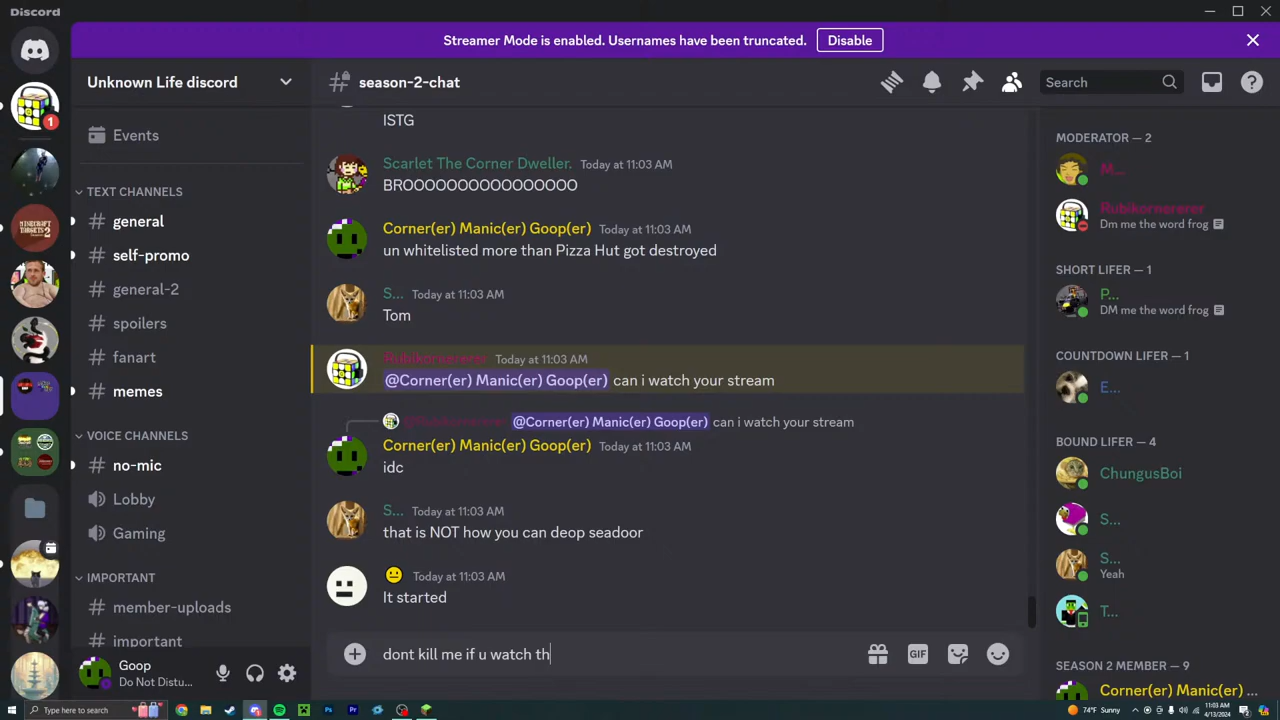 Discord
Streamer Mode is enabled. Usernames have been truncated.
Disable
Unknown Life discord
Events
TEXT CHANNELS
general
self-promo
general-2
spoilers
fanart
memes
VOICE CHANNELS
no-mic
Lobby
Gaming
IMPORTANT
member-uploads
important
Goop
Do Not Distu...
1
season-2-chat
Search
ISTG
Scarlet The Corner Dweller. Today at 11:03 AM
BROOOOOOOOOOOOOOOO
Corner(er) Manic(er) Goop(er) Today at 11:03 AM
un whitelisted more than Pizza Hut got destroyed
S... Today at 11:03 AM
Tom
Rubikornererer Today at 11:03 AM
@Corner(er) Manic(er) Goop(er) can i watch your stream
@Rubikornererer @Corner(er) Manic(er) Goop(er) can i watch your stream
Corner(er) Manic(er) Goop(er) Today at 11:03 AM
idc
S... Today at 11:03 AM
that is NOT how you can deop seadoor
Today at 11:03 AM
It started
dont kill me if u watch th
GIF
MODERATOR — 2
M...
Rubikornererer
Dm me the word frog
SHORT LIFER — 1
P...
DM me the word frog
COUNTDOWN LIFER — 1
E...
BOUND LIFER — 4
ChungusBoi
S...
S...
Yeah
T...
SEASON 2 MEMBER — 9
Corner(er) Manic(er) ...
Type here to search
74°F Sunny
11:03 AM
4/13/2024